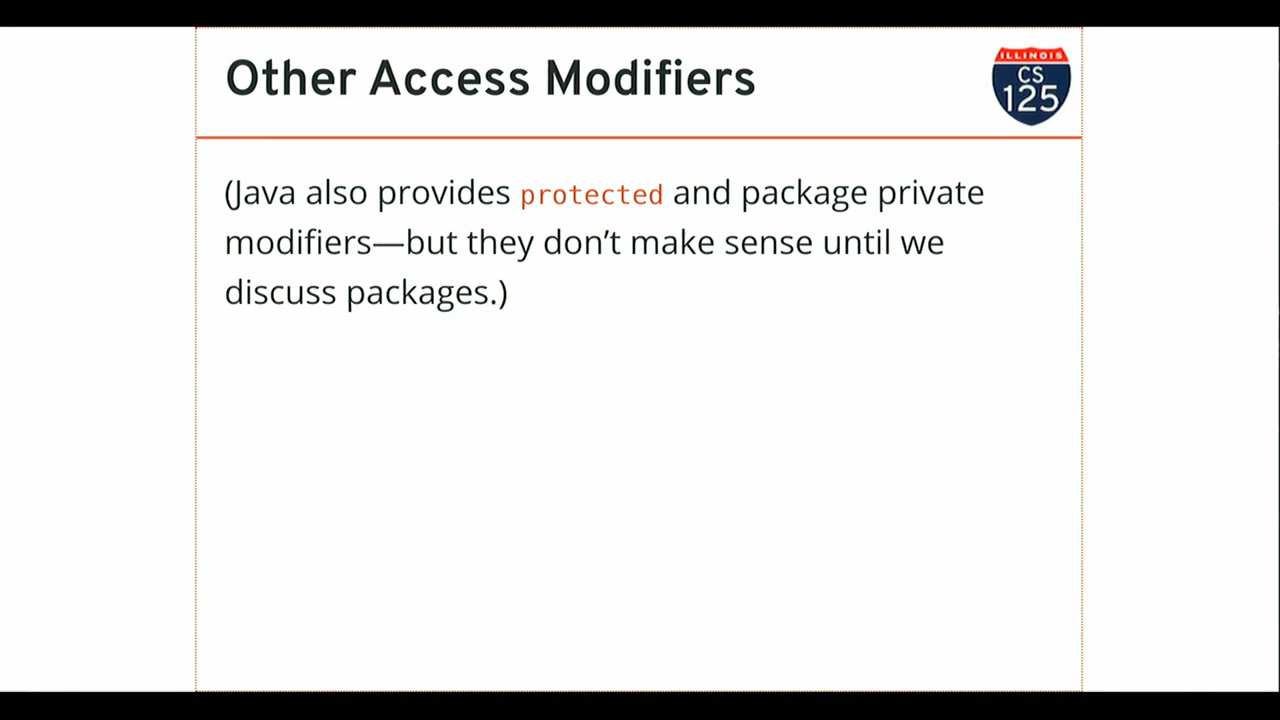 Other Access Modifiers
ILLINOIS
CS
125
(Java also provides protected and package private
modifiers—but they don’t make sense until we
discuss packages.)